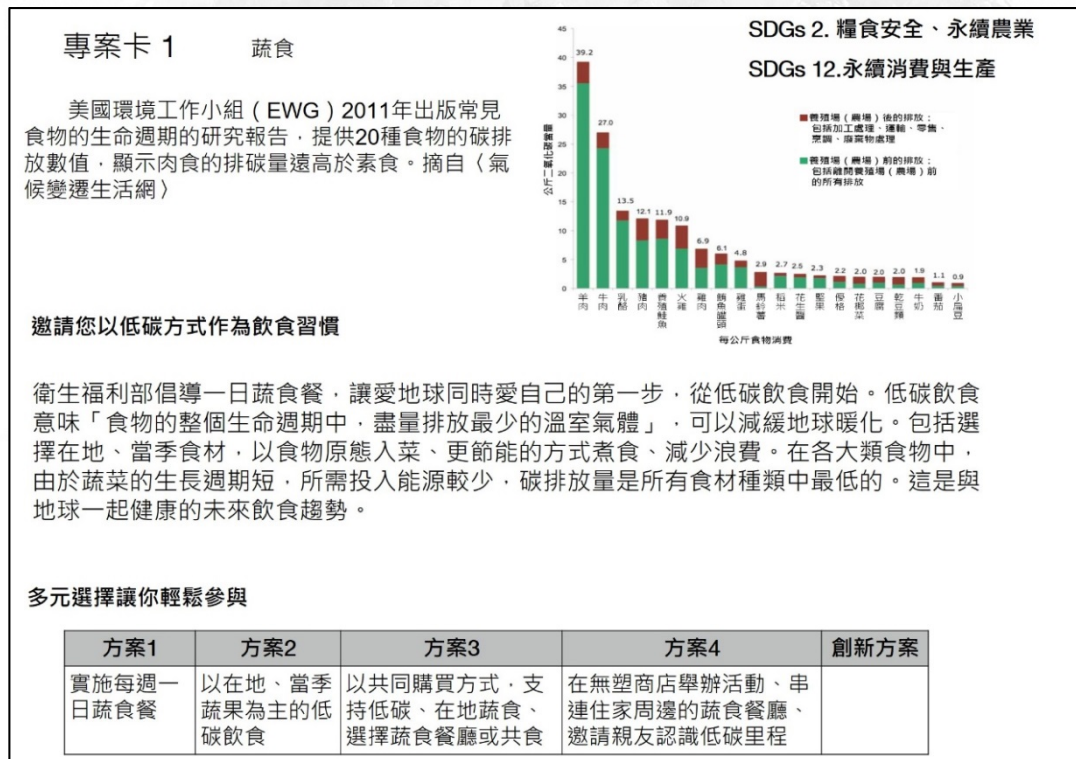 專案卡 1 蔬食
SDGs 2. 糧食安全、永續農業
SDGs 12.永續消費與生產
美國環境工作小組（EWG）2011年出版常見
食物的生命週期的研究報告，提供20種食物的碳排
放數值，顯示肉食的排碳量遠高於素食。摘自〈氣
候變遷生活網〉
公斤二氧化碳當量
45
40
35
30
25
20
15
10
5
0
39.2
27.0
13.5
12.1
11.9
10.9
6.9
6.1
4.8
2.9
2.7
2.5
2.3
2.2
2.0
2.0
2.0
1.9
1.1
0.9
養殖場（農場）後的排放：
包括加工處理、運輸、零售、
烹調、廢棄物處理
養殖場（農場）前的排放：
包括離開養殖場（農場）前
的所有排放
羊肉
牛肉
乳酪
豬肉
養殖鮭魚
火雞
雞肉
鮪魚罐頭
雞蛋
馬鈴薯
稻米
花生醬
堅果
優格
花椰菜
豆腐
乾豆類
牛奶
番茄
小扁豆
每公斤食物消費
邀請您以低碳方式作為飲食習慣
衛生福利部倡導一日蔬食餐，讓愛地球同時愛自己的第一步，從低碳飲食開始。低碳飲食
意味「食物的整個生命週期中，盡量排放最少的溫室氣體」，可以減緩地球暖化。包括選
擇在地、當季食材，以食物原態入菜、更節能的方式煮食、減少浪費。在各大類食物中，
由於蔬菜的生長週期短，所需投入能源較少，碳排放量是所有食材種類中最低的。這是與
地球一起健康的未來飲食趨勢。
多元選擇讓你輕鬆參與
方案1
方案2
方案3
方案4
創新方案
實施每週一
日蔬食餐
以在地、當季
蔬果為主的低
碳飲食
以共同購買方式，支
持低碳、在地蔬食、
選擇蔬食餐廳或共食
在無塑商店舉辦活動、串
連住家周邊的蔬食餐廳、
邀請親友認識低碳里程